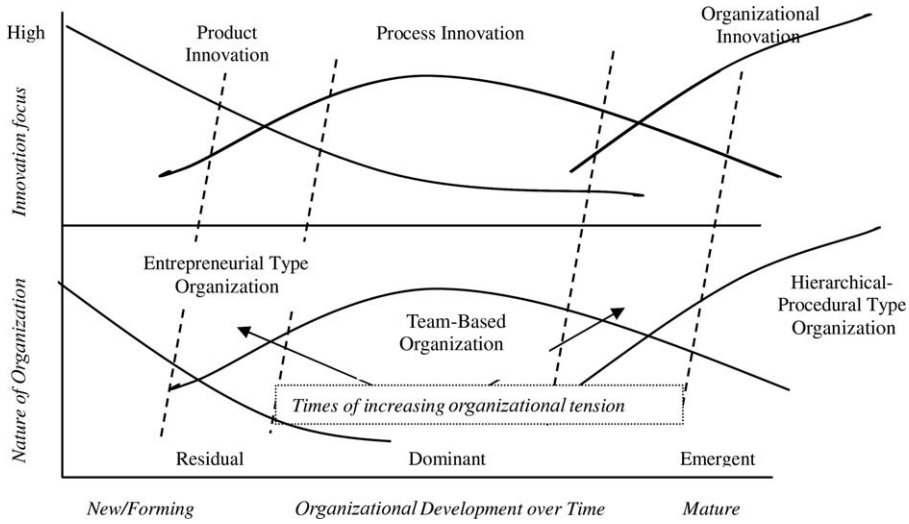 Organizational
Innovation
High
Product
Innovation
Process Innovation
Innovation focus
Entrepreneurial Type
Organization
Hierarchical-
Procedural Type
Organization
Team-Based
Organization
Nature of Organization
Times of increasing organizational tension
Residual
Dominant
Emergent
New/Forming
Organizational Development over Time
Mature